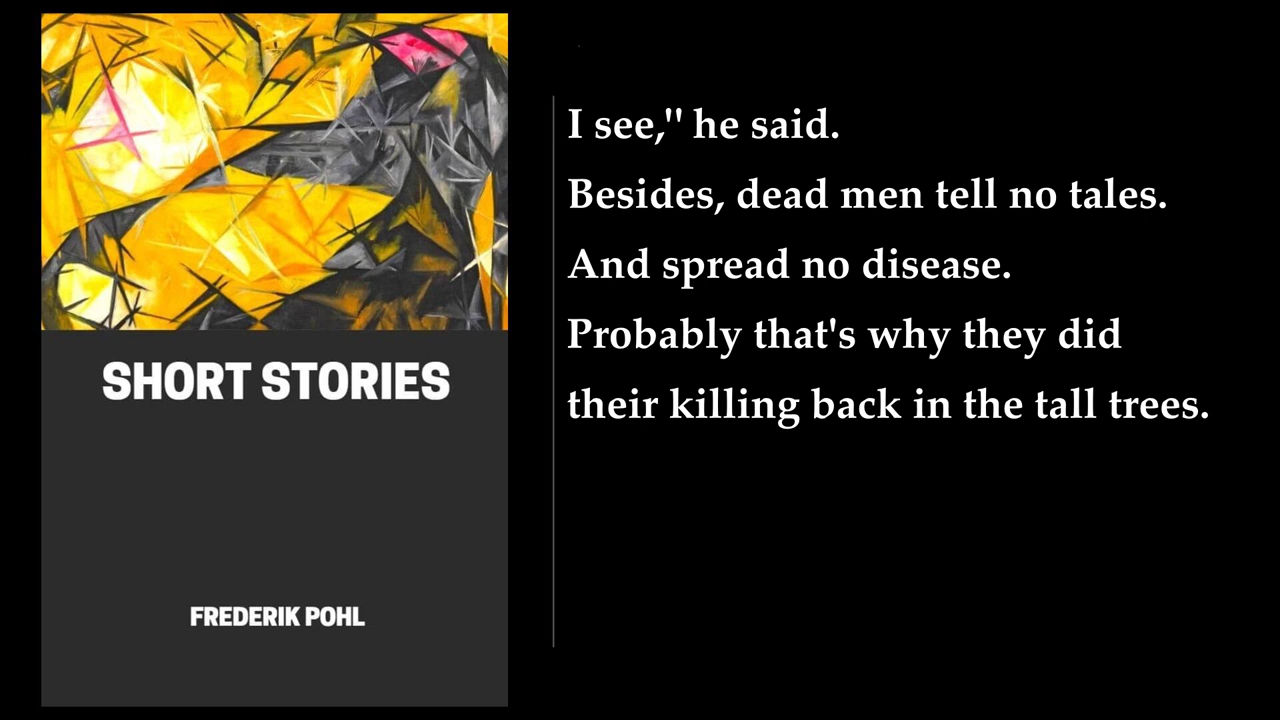 SHORT STORIES
FREDERIK POHL
I see," he said.
Besides, dead men tell no tales.
And spread no disease.
Probably that's why they did
their killing back in the tall trees.